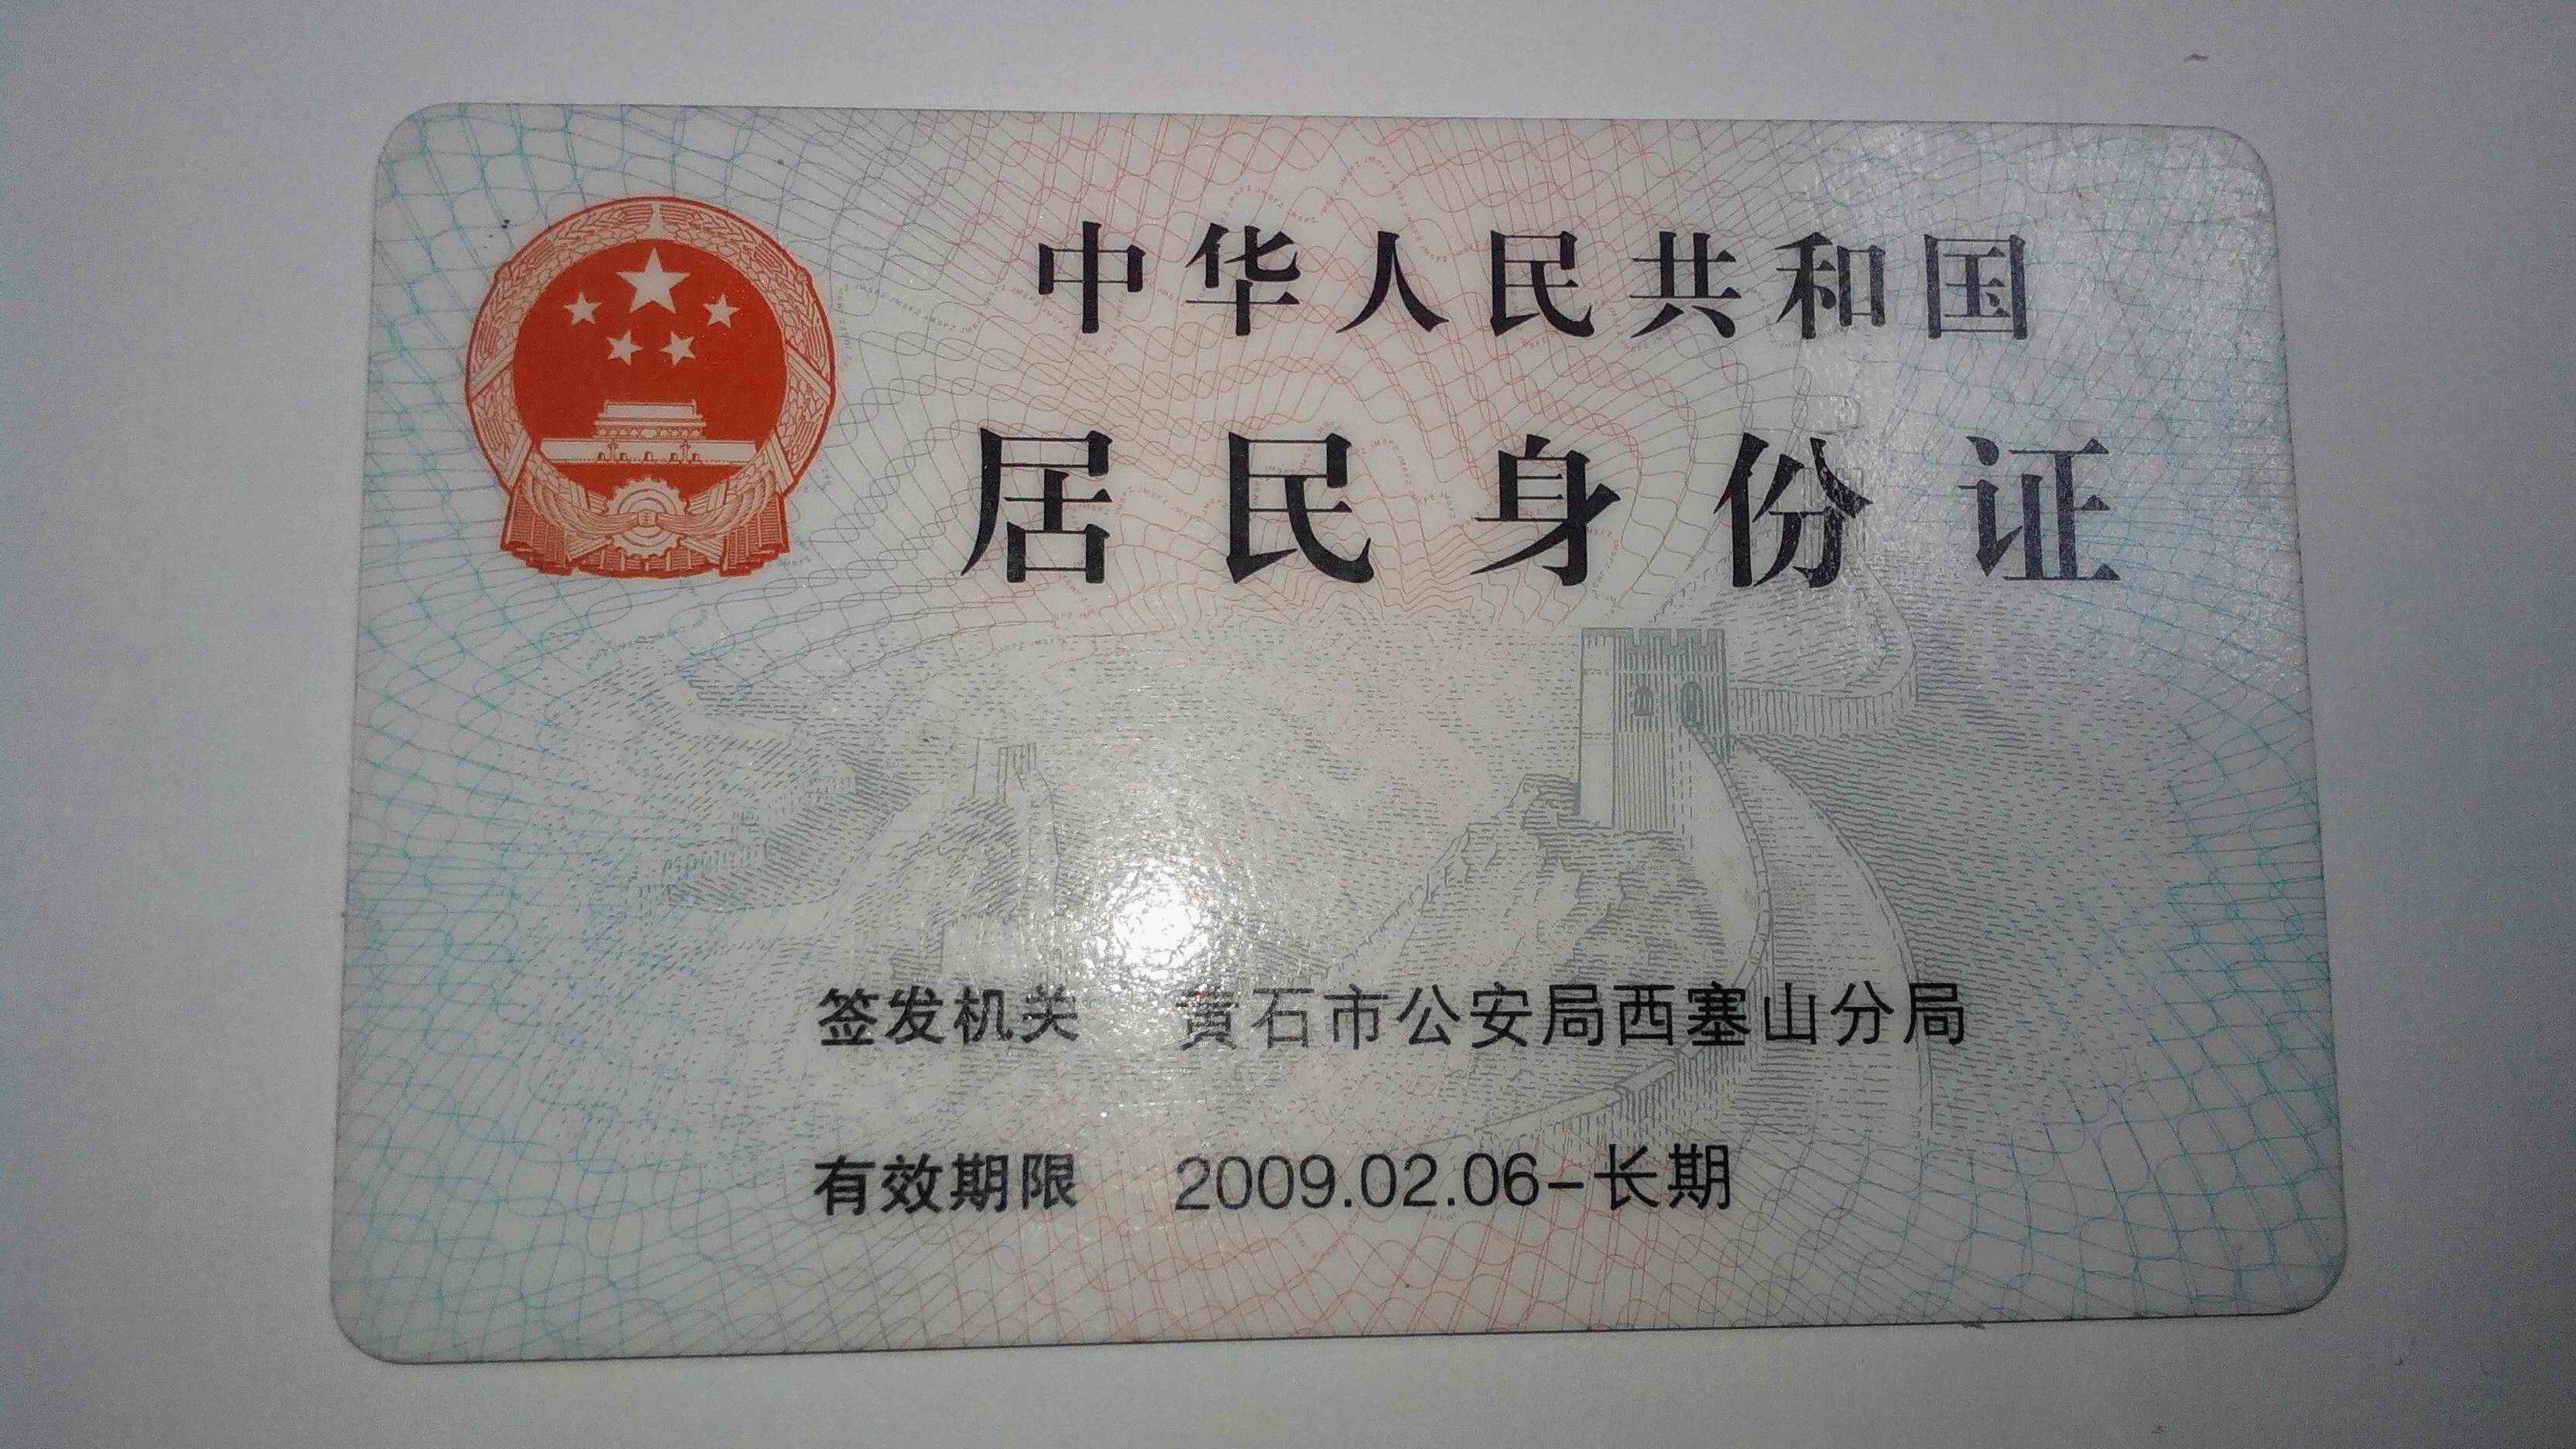 中华人民共和国
居民身份证
签发机关 黄石市公安局西塞山分局
有效期限 2009.02.06-长期